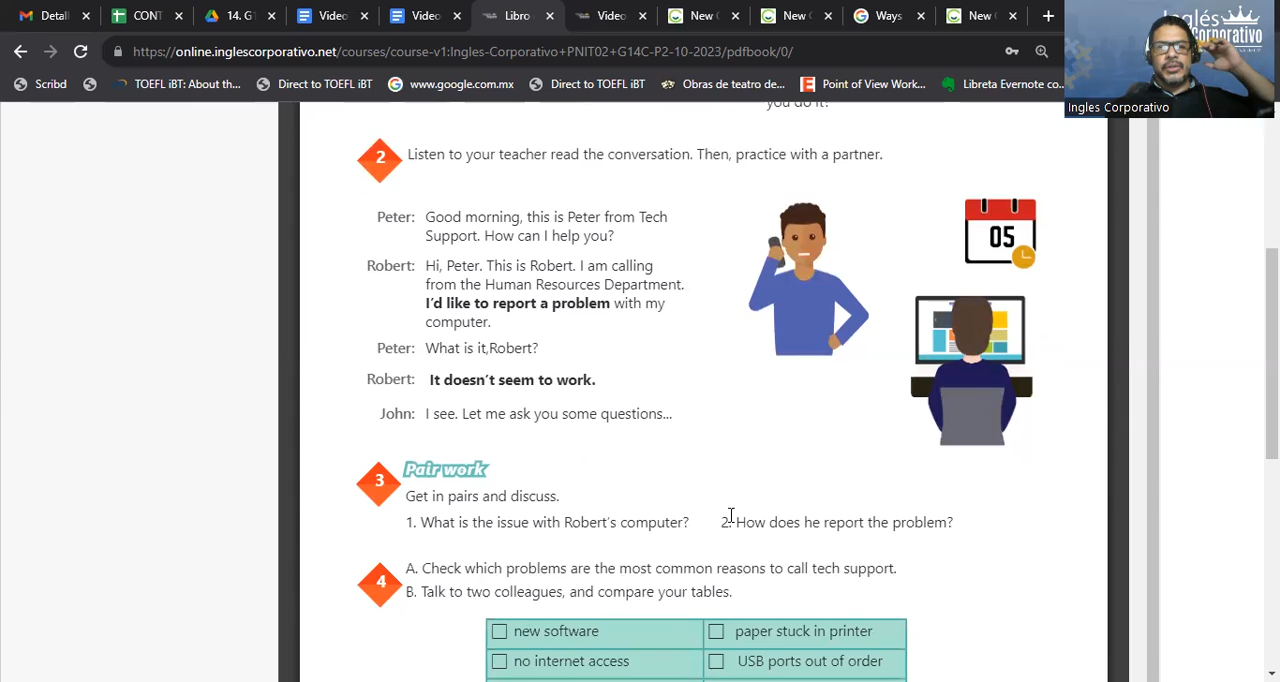 Detail
CONT
14. G1
Video
Video
Libro
Video
New C
New C
Ways
New C
https://online.inglescorporativo.net/courses/course-v1:Ingles-Corporativo+PNIT02+G14C-P2-10-2023/pdfbook/0/
Scribd
TOEFL iBT: About th...
Direct to TOEFL iBT
www.google.com.mx
Direct to TOEFL iBT
Obras de teatro de...
Point of View Work...
Libreta Evernote co...
Inglés
Corporativo
Ingles Corporativo
you do it?
2 Listen to your teacher read the conversation. Then, practice with a partner.
Peter: Good morning, this is Peter from Tech
Support. How can I help you?
Robert: Hi, Peter. This is Robert. I am calling
from the Human Resources Department.
I'd like to report a problem with my
computer.
Peter: What is it,Robert?
Robert: It doesn't seem to work.
John: I see. Let me ask you some questions...
05
3 Pair work
Get in pairs and discuss.
1. What is the issue with Robert's computer? 2. How does he report the problem?
4 A. Check which problems are the most common reasons to call tech support.
B. Talk to two colleagues, and compare your tables.
new software
paper stuck in printer
no internet access
USB ports out of order